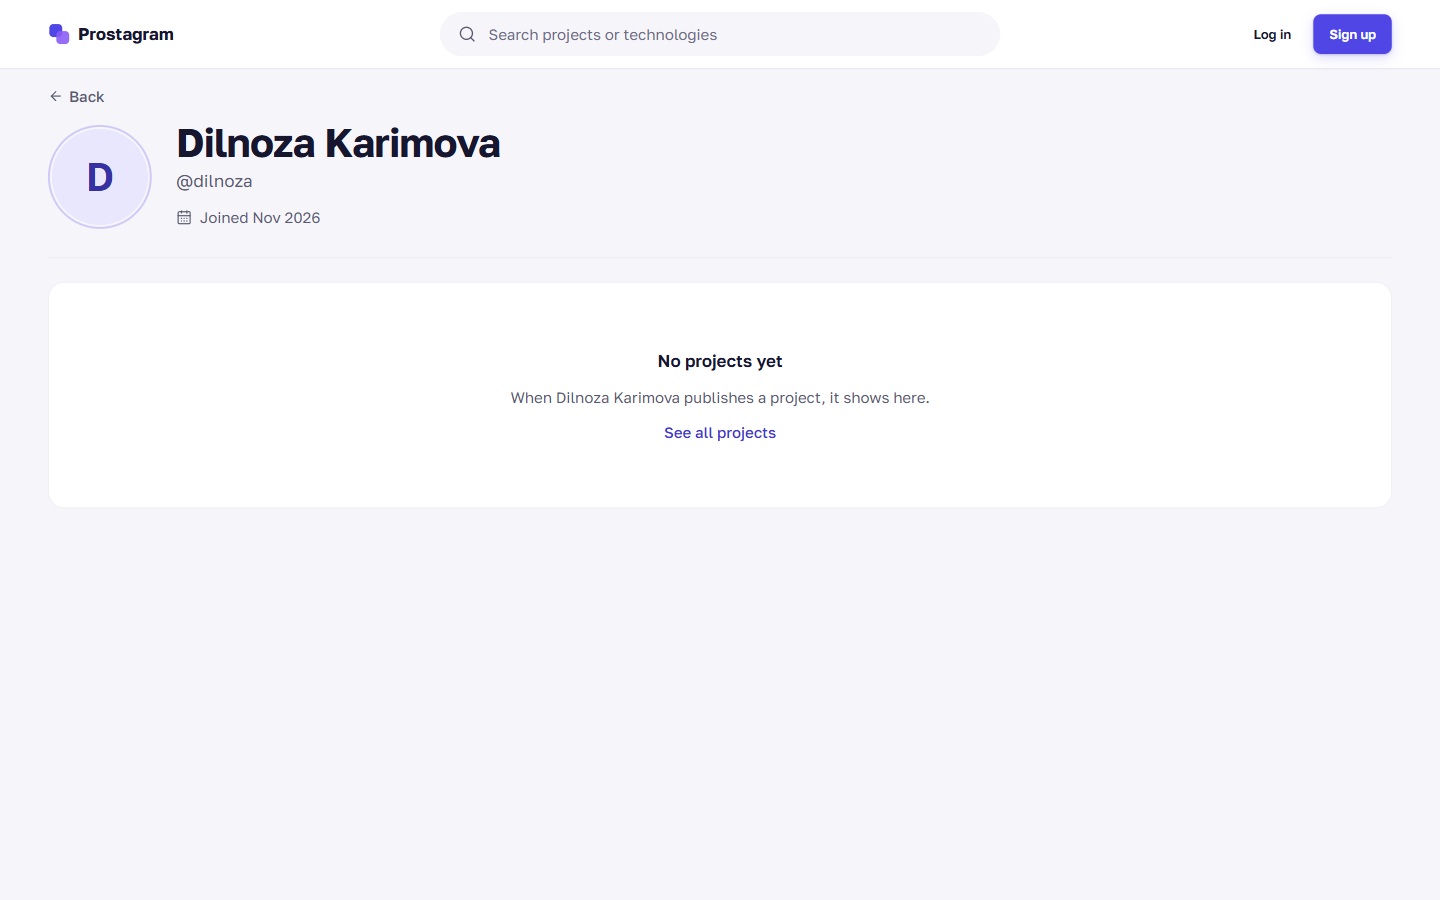 Prostagram
Search projects or technologies
Log in
Sign up
Back
D
Dilnoza Karimova
@dilnoza
Joined Nov 2026
No projects yet
When Dilnoza Karimova publishes a project, it shows here.
See all projects